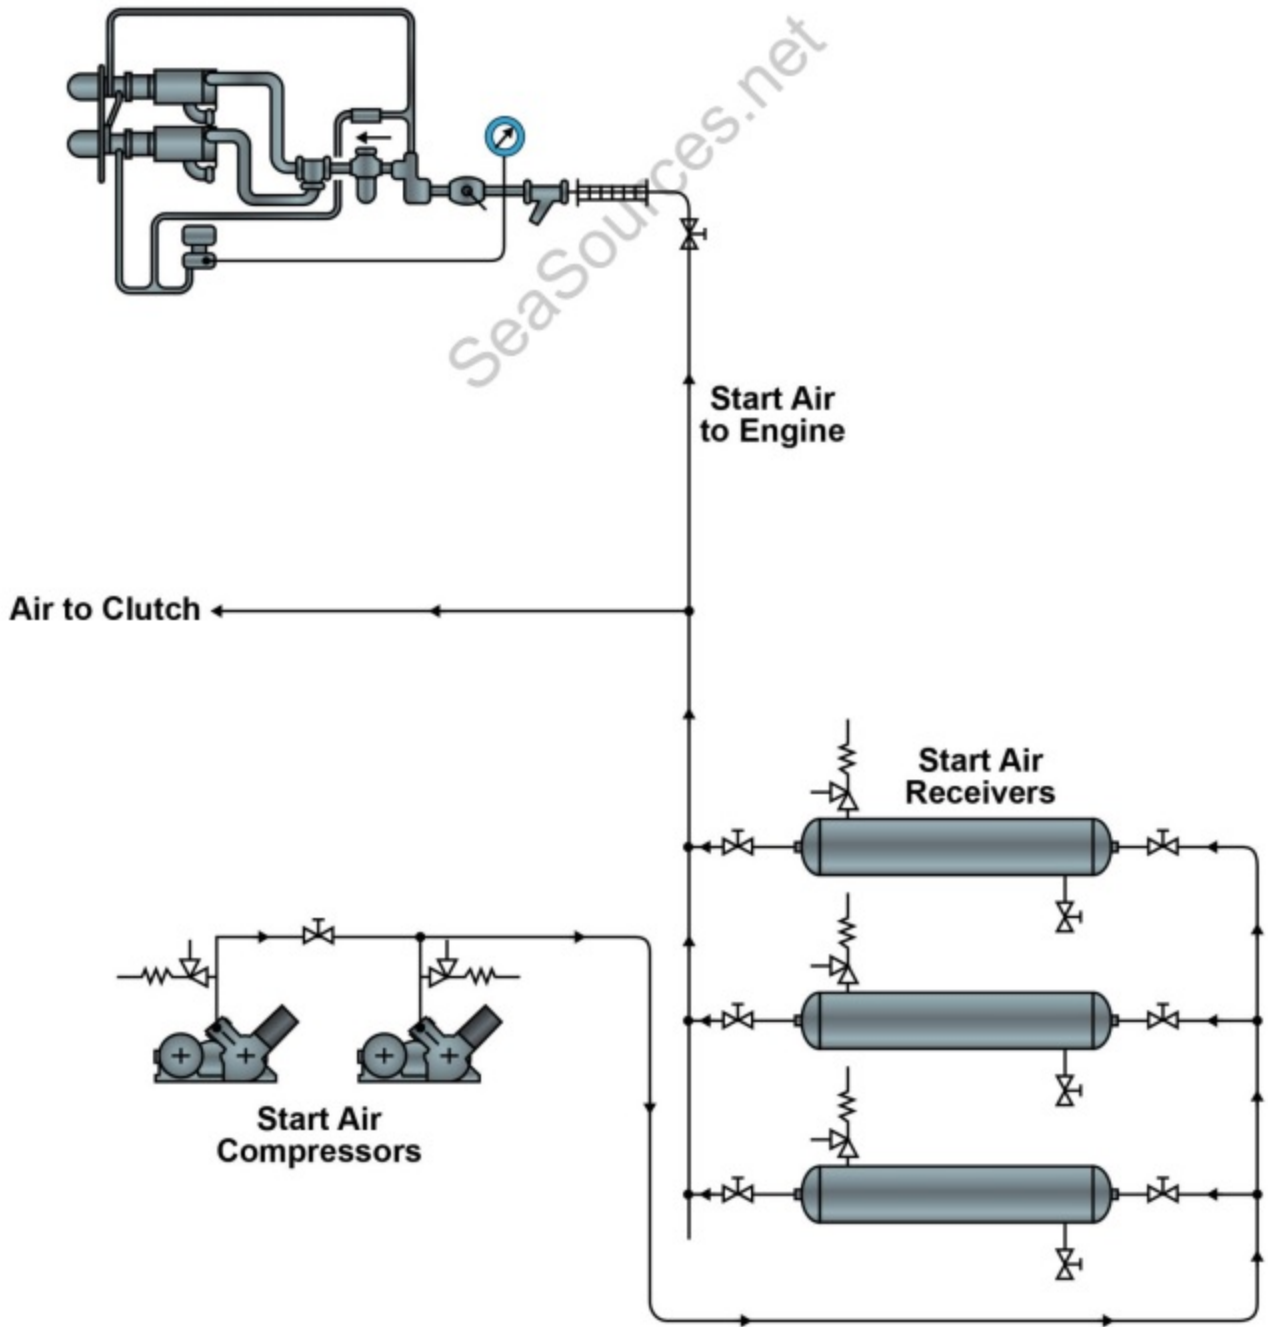 SeaSources.net
Start Air
to Engine
Air to Clutch
Start Air
Receivers
Start Air
Compressors